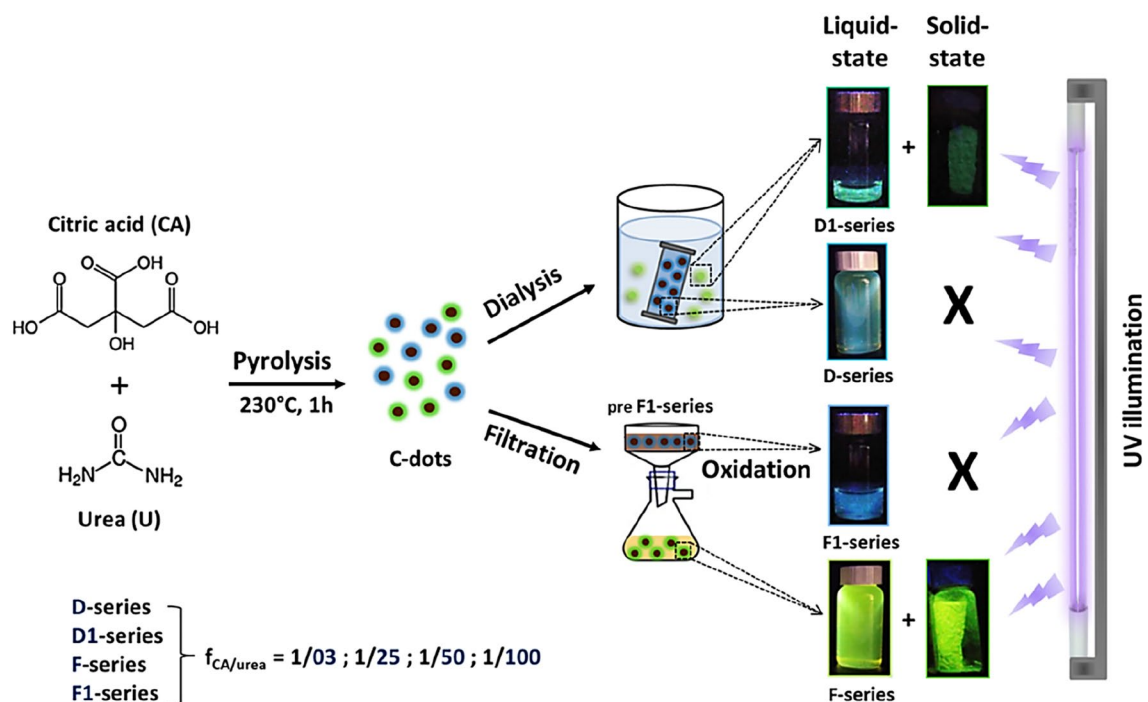 Liquid-
state
Solid-
state
+
D1-series
X
D-series
Citric acid (CA)
O
OH
O
O
HO
OH
OH
+
O
H₂N
NH₂
Urea (U)
Pyrolysis
230°C, 1h
C-dots
Dialysis
Filtration
pre F1-series
Oxidation
X
F1-series
+
F-series
UV illumination
D-series
D1-series
F-series
F1-series
f_CA/urea = 1/03 ; 1/25 ; 1/50 ; 1/100